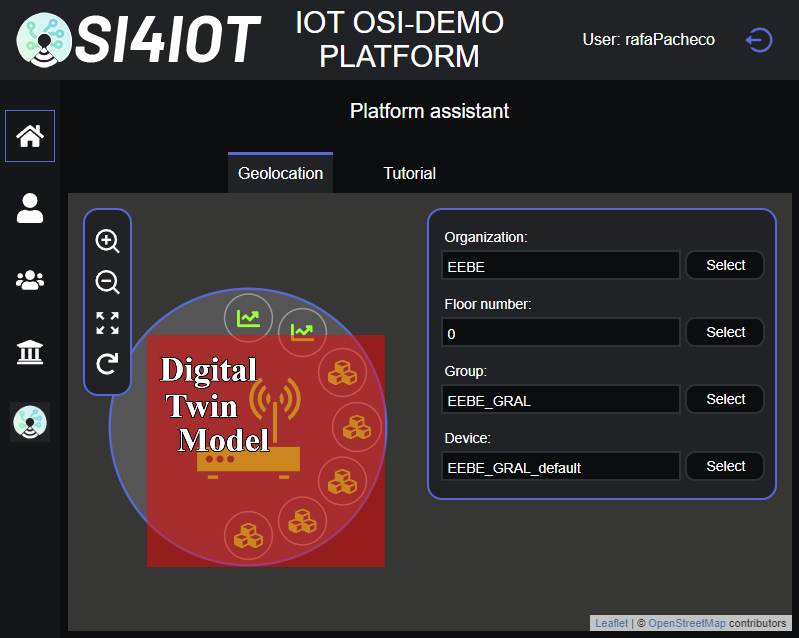 SI4IOT
IOT OSI-DEMO
PLATFORM
User: rafaPacheco
Platform assistant
Geolocation
Tutorial
Organization:
EEBE
Select
Floor number:
0
Select
Group:
EEBE_GRAL
Select
Device:
EEBE_GRAL_default
Select
Digital
Twin
Model
Leaflet | © OpenStreetMap contributors